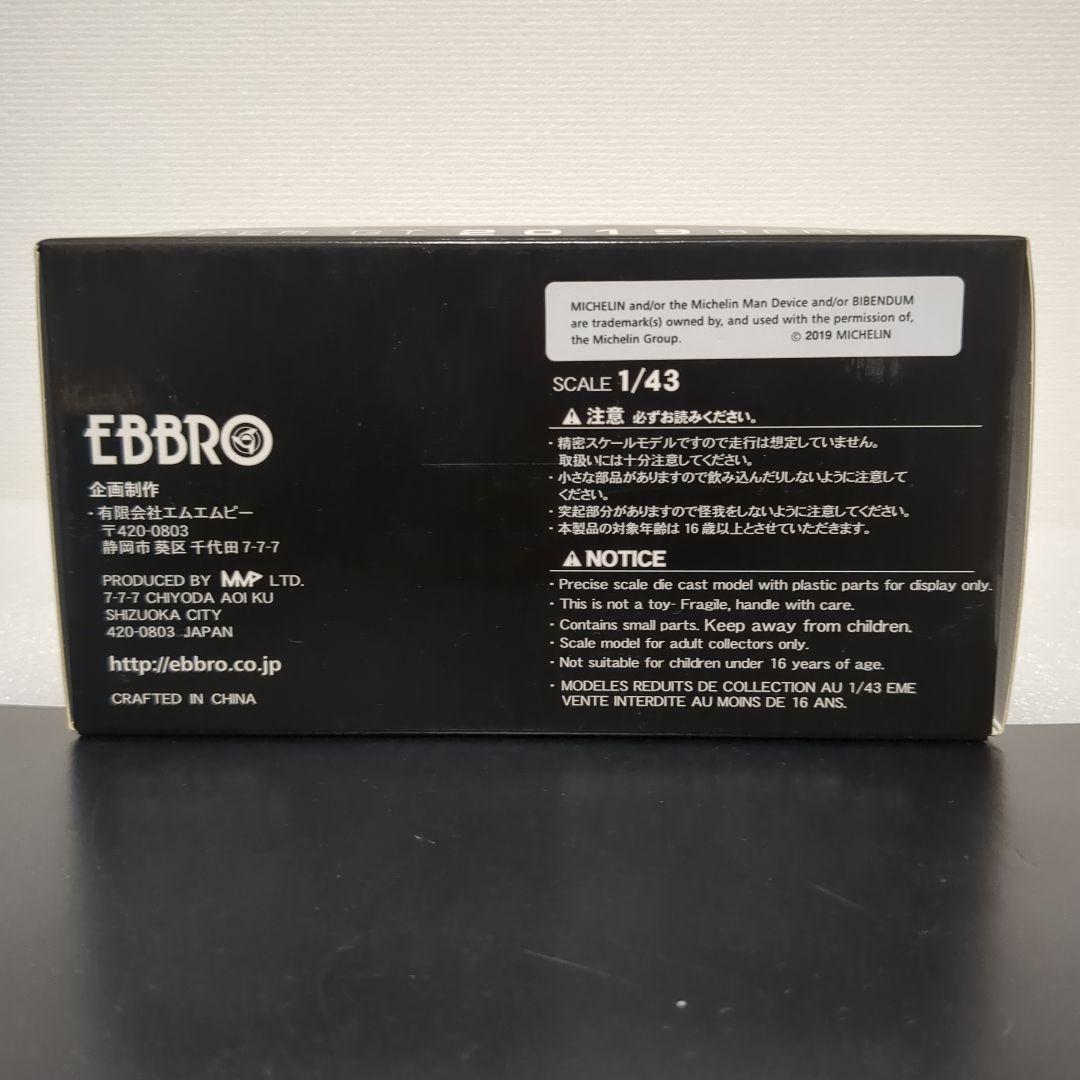 GT 2019
EBBRO
企画制作
・有限会社エムエムピー
〒420-0803
静岡市 葵区 千代田 7-7-7
PRODUCED BY MMP LTD.
7-7-7 CHIYODA AOI KU
SHIZUOKA CITY
420-0803 JAPAN
http://ebbro.co.jp
CRAFTED IN CHINA
MICHELIN and/or the Michelin Man Device and/or BIBENDUM
are trademark(s) owned by, and used with the permission of,
the Michelin Group. © 2019 MICHELIN
SCALE 1/43
⚠ 注意 必ずお読みください。
・精密スケールモデルですので走行は想定していません。
取扱いには十分注意してください。
・小さな部品がありますので飲み込んだりしないように注意して
ください。
・突起部分がありますので怪我をしないように注意してください。
・本製品の対象年齢は 16 歳以上とさせていただきます。
⚠ NOTICE
・Precise scale die cast model with plastic parts for display only.
・This is not a toy- Fragile, handle with care.
・Contains small parts. Keep away from children.
・Scale model for adult collectors only.
・Not suitable for children under 16 years of age.
・MODELES REDUITS DE COLLECTION AU 1/43 EME
VENTE INTERDITE AU MOINS DE 16 ANS.